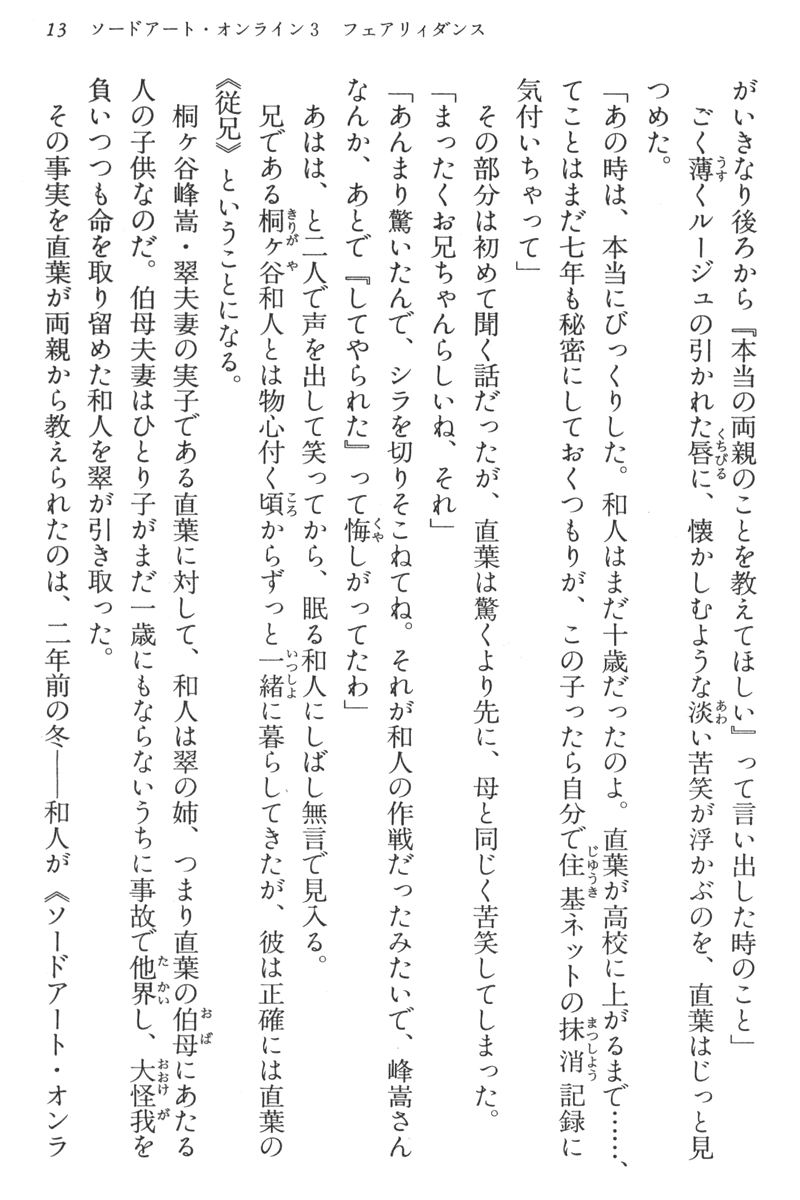 13 ソードアート・オンライン3 フェアリィダンス
がいきなり後ろから『本当の両親のことを教えてほしい』って言い出した時のこと」
ごく薄くルージュの引かれた唇に、懐かしむような淡い苦笑が浮かぶのを、直葉はじっと見
つめた。
「あの時は、本当にびっくりした。和人はまだ十歳だったのよ。直葉が高校に上がるまで……、
てことはまだ七年も秘密にしておくつもりが、この子ったら自分で住基ネットの抹消記録に
気付いちゃって」
その部分は初めて聞く話だったが、直葉は驚くより先に、母と同じく苦笑してしまった。
「まったくお兄ちゃんらしいね、それ」
「あんまり驚いたんで、シラを切りそこねてね。それが和人の作戦だったみたいで、峰嵩さん
なんか、あとで『してやられた』って悔しがってたわ」
あはは、と二人で声を出して笑ってから、眠る和人にしばし無言で見入る。
兄である桐ヶ谷和人とは物心付く頃からずっと一緒に暮らしてきたが、彼は正確には直葉の
《従兄》ということになる。
桐ヶ谷峰嵩・翠夫妻の実子である直葉に対して、和人は翠の姉、つまり直葉の伯母にあたる
人の子供なのだ。伯母夫妻はひとり子がまだ一歳にもならないうちに事故で他界し、大怪我を
負いつつも命を取り留めた和人を翠が引き取った。
その事実を直葉が両親から教えられたのは、二年前の冬——和人が《ソードアート・オンラ